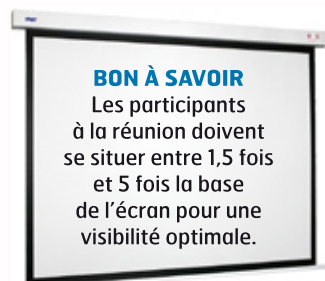 BON À SAVOIR
Les participants
à la réunion doivent
se situer entre 1,5 fois
et 5 fois la base
de l'écran pour une
visibilité optimale.